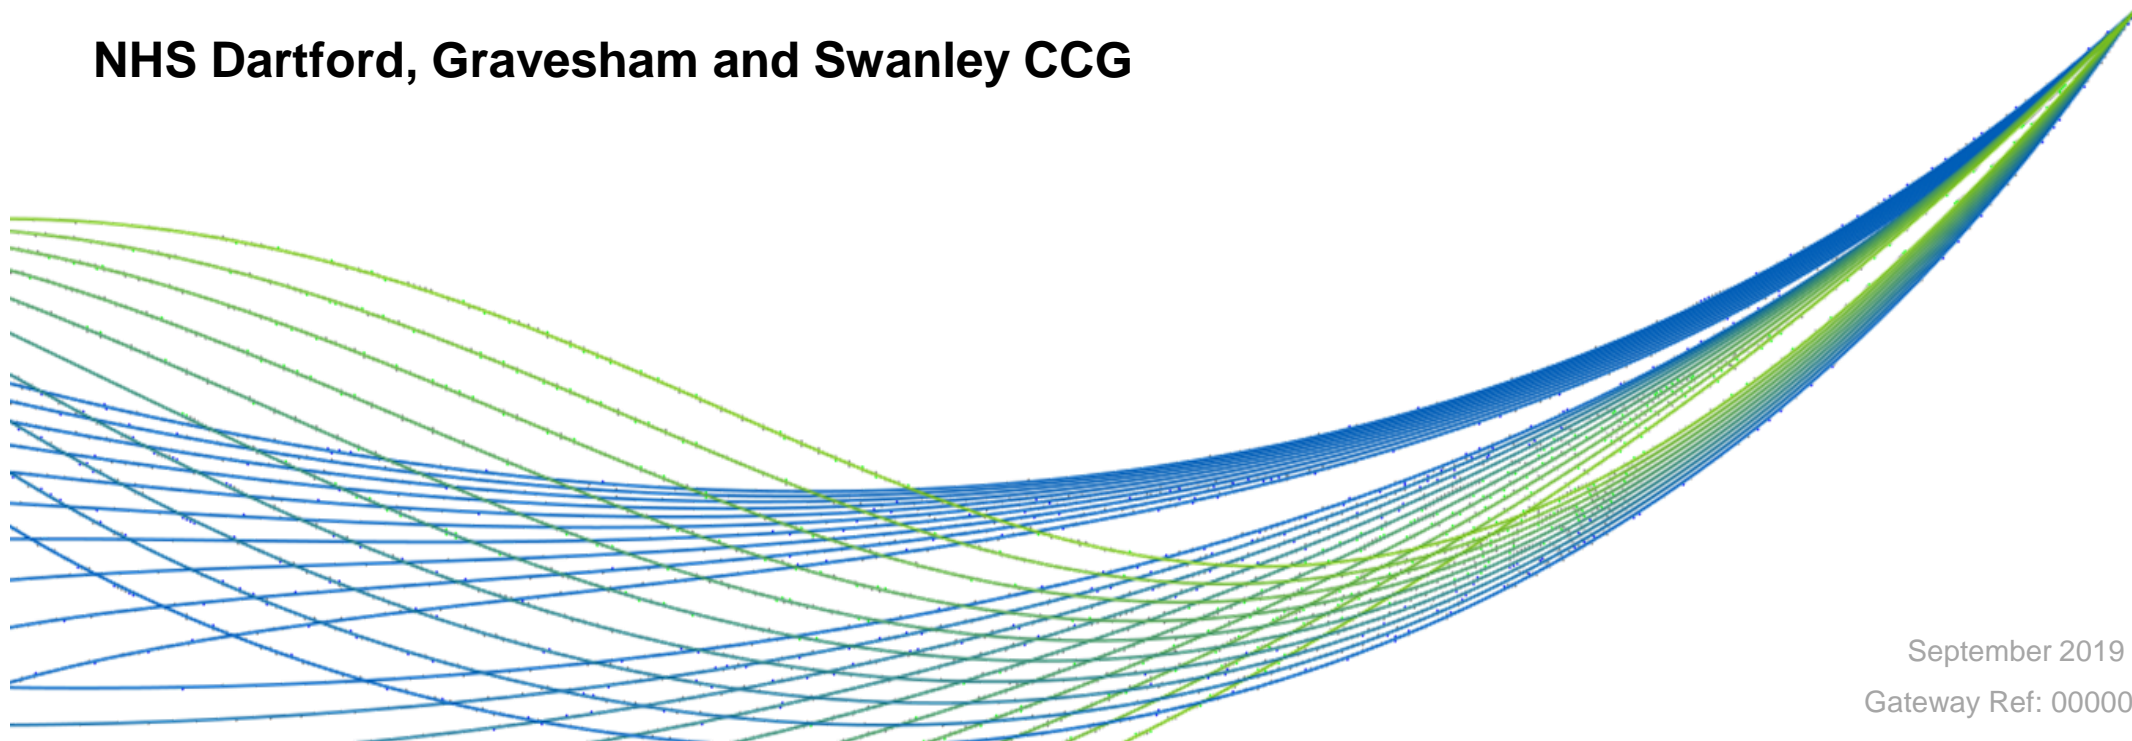 NHS Dartford, Gravesham and Swanley CCG
September 2019
Gateway Ref: 00000